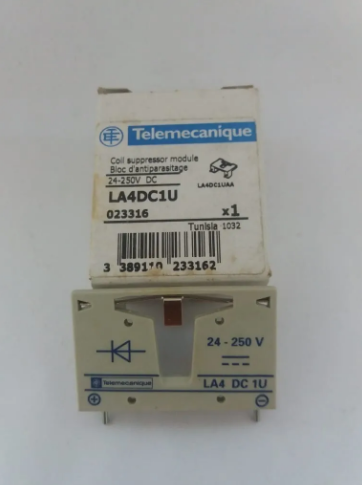 Telemecanique
Coil suppressor module
Bloc d'antiparasitage
24-250V DC
LA4DC1UAA
LA4DC1U
023316
x1
Tunisia 1032
3 389110 233162
24 - 250 V
Telemecanique
LA4 DC 1U